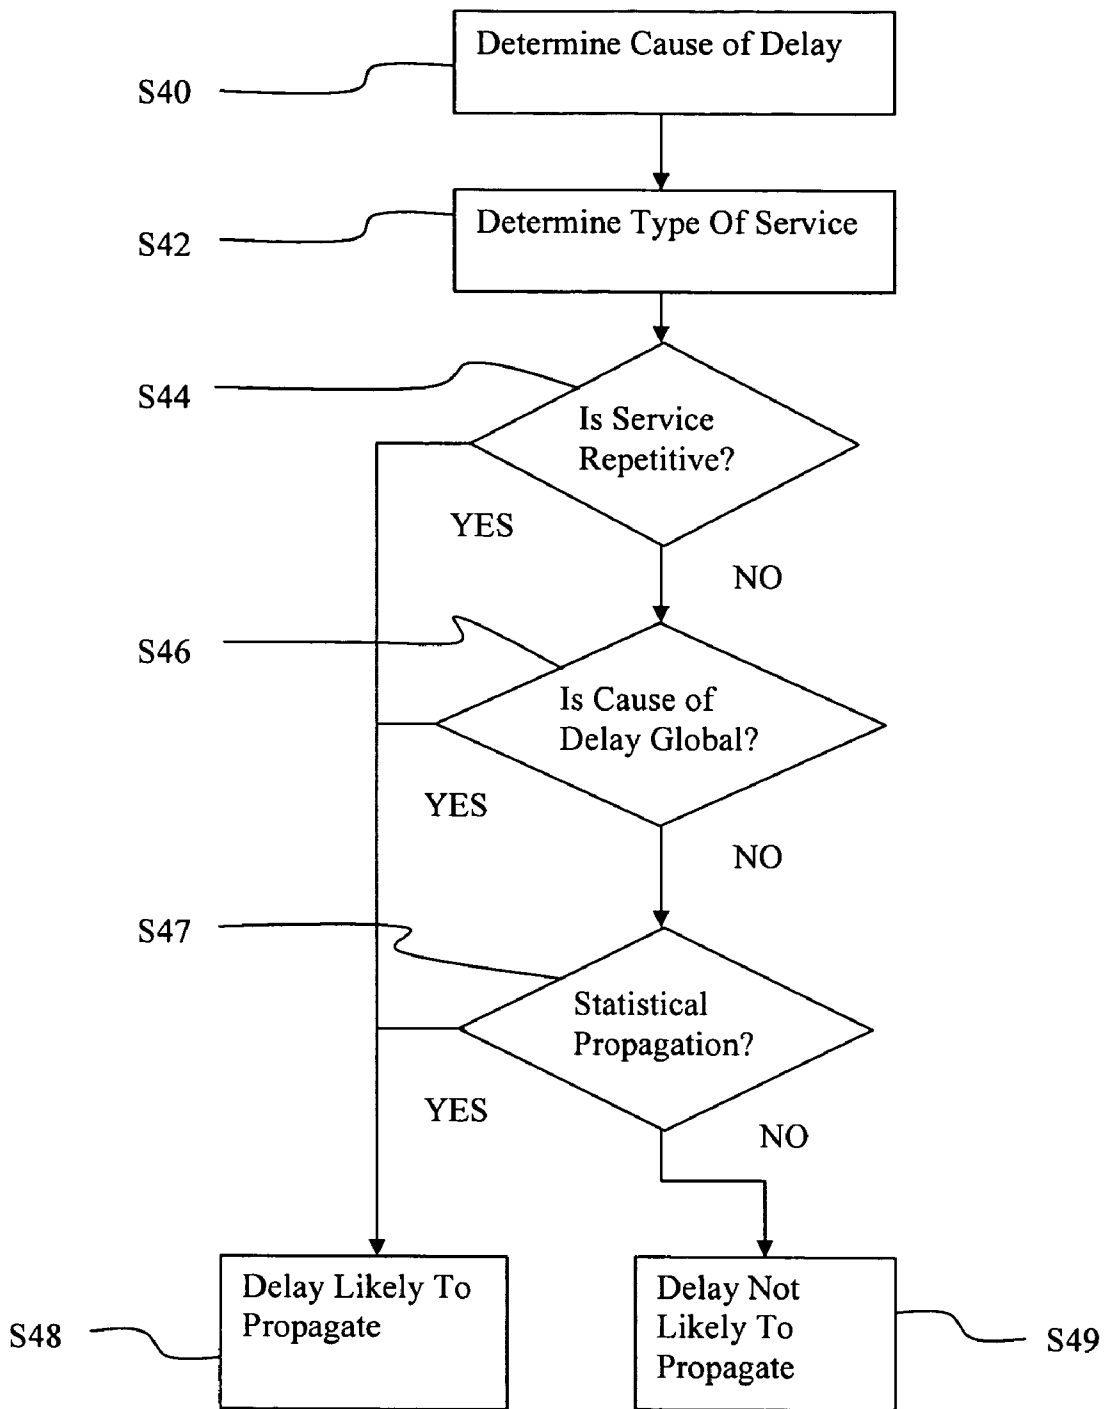 Determine Cause of Delay
S40
Determine Type Of Service
S42
S44
Is Service
Repetitive?
YES
NO
S46
Is Cause of
Delay Global?
YES
NO
S47
Statistical
Propagation?
YES
NO
Delay Likely To
Propagate
S48
Delay Not
Likely To
Propagate
S49